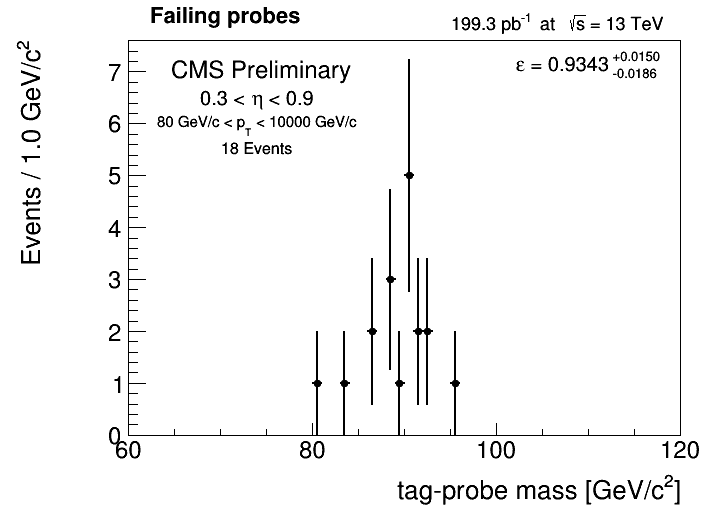 Failing probes
199.3 pb⁻¹ at √s = 13 TeV
CMS Preliminary
0.3 < η < 0.9
80 GeV/c < p_T < 10000 GeV/c
18 Events
ε = 0.9343 +0.0150 -0.0186
Events / 1.0 GeV/c²
7
6
5
4
3
2
1
0
60 80 100 120
tag-probe mass [GeV/c²]